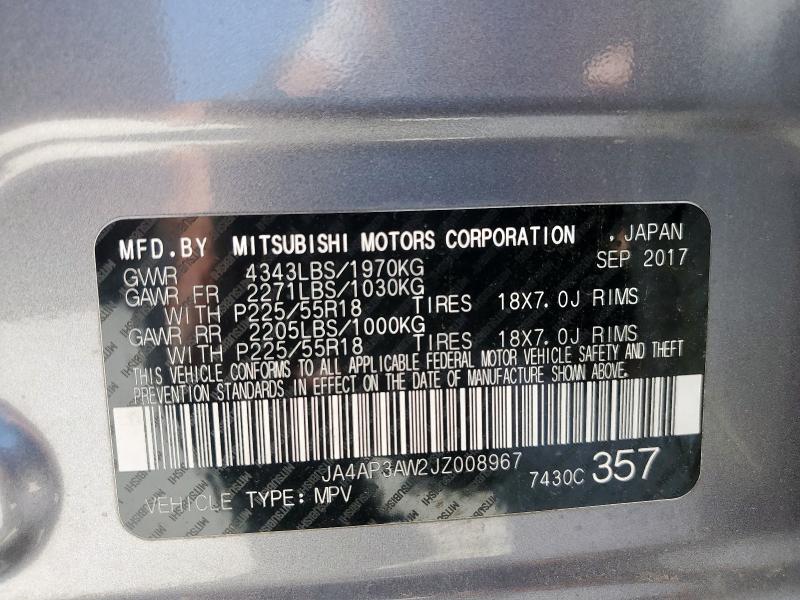 MFD.BY MITSUBISHI MOTORS CORPORATION , JAPAN
SEP 2017
GVWR 4343LBS/1970KG
GAWR FR 2271LBS/1030KG
WITH P225/55R18 TIRES 18X7.0J RIMS
GAWR RR 2205LBS/1000KG
WITH P225/55R18 TIRES 18X7.0J RIMS
THIS VEHICLE CONFORMS TO ALL APPLICABLE FEDERAL MOTOR VEHICLE SAFETY AND THEFT
PREVENTION STANDARDS IN EFFECT ON THE DATE OF MANUFACTURE SHOWN ABOVE.
JA4AP3AW2JZ008967
VEHICLE TYPE: MPV 7430C 357